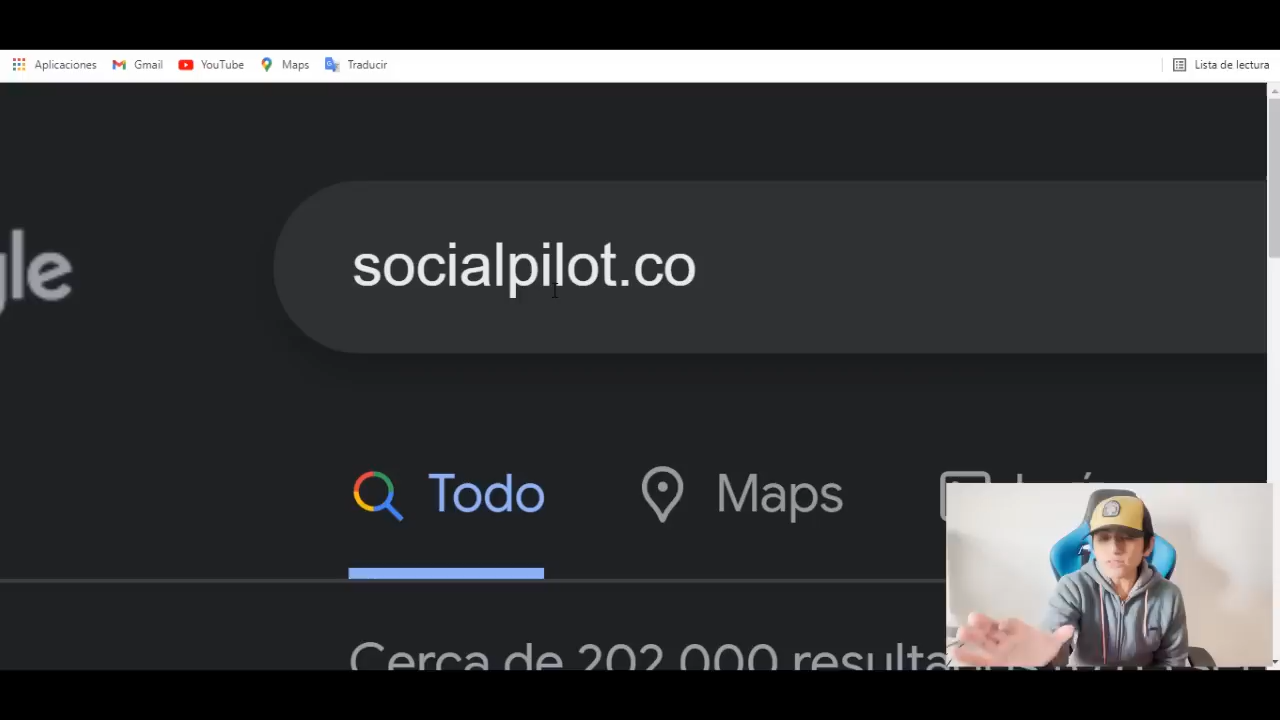 Aplicaciones Gmail YouTube Maps Traducir Lista de lectura
gle socialpilot.co
Todo Maps
Cerca de 202.000